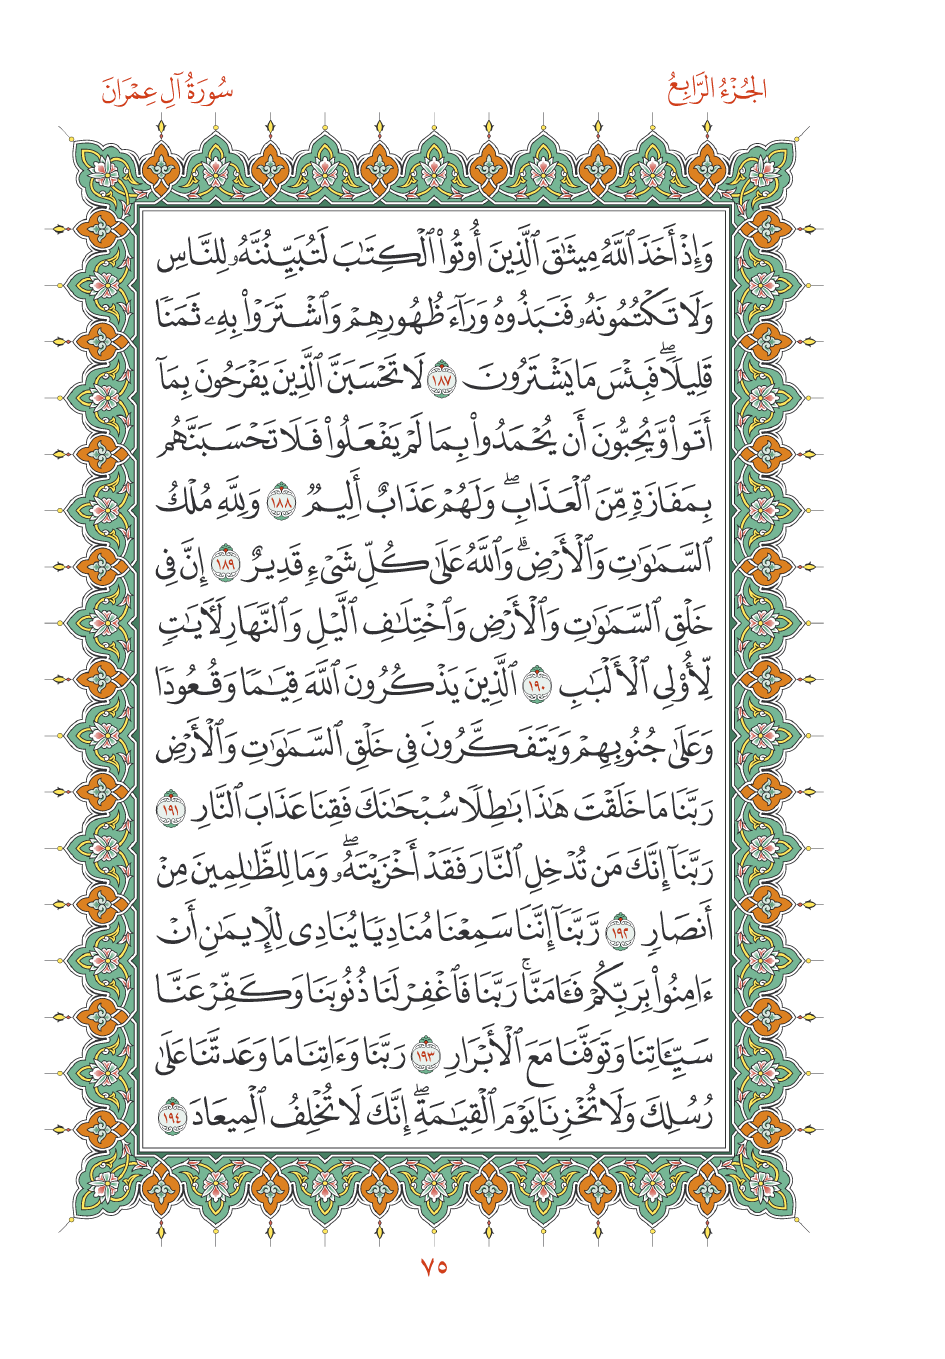 الجُزْءُ الرَّابِعُ
سُورَةُ آلِ عِمْرَانَ
وَإِذْ أَخَذَ ٱللَّهُ مِيثَٰقَ ٱلَّذِينَ أُوتُوا۟ ٱلْكِتَٰبَ لَتُبَيِّنُنَّهُۥ لِلنَّاسِ
وَلَا تَكْتُمُونَهُۥ فَنَبَذُوهُ وَرَآءَ ظُهُورِهِمْ وَٱشْتَرَوْا۟ بِهِۦ ثَمَنًا
قَلِيلًا ۖ فَبِئْسَ مَا يَشْتَرُونَ ١٨٧ لَا تَحْسَبَنَّ ٱلَّذِينَ يَفْرَحُونَ بِمَآ
أَتَوا۟ وَّيُحِبُّونَ أَن يُحْمَدُوا۟ بِمَا لَمْ يَفْعَلُوا۟ فَلَا تَحْسَبَنَّهُم
بِمَفَازَةٍ مِّنَ ٱلْعَذَابِ ۖ وَلَهُمْ عَذَابٌ أَلِيمٌ ١٨٨ وَلِلَّهِ مُلْكُ
ٱلسَّمَٰوَٰتِ وَٱلْأَرْضِ ۗ وَٱللَّهُ عَلَىٰ كُلِّ شَىْءٍ قَدِيرٌ ١٨٩ إِنَّ فِى
خَلْقِ ٱلسَّمَٰوَٰتِ وَٱلْأَرْضِ وَٱخْتِلَٰفِ ٱلَّيْلِ وَٱلنَّهَارِ لَءَايَٰتٍ
لِّأُو۟لِى ٱلْأَلْبَٰبِ ١٩٠ ٱلَّذِينَ يَذْكُرُونَ ٱللَّهَ قِيَٰمًا وَقُعُودًا
وَعَلَىٰ جُنُوبِهِمْ وَيَتَفَكَّرُونَ فِى خَلْقِ ٱلسَّمَٰوَٰتِ وَٱلْأَرْضِ
رَبَّنَا مَا خَلَقْتَ هَٰذَا بَٰطِلًا سُبْحَٰنَكَ فَقِنَا عَذَابَ ٱلنَّارِ ١٩١
رَبَّنَآ إِنَّكَ مَن تُدْخِلِ ٱلنَّارَ فَقَدْ أَخْزَيْتَهُۥ ۖ وَمَا لِلظَّٰلِمِينَ مِنْ
أَنصَارٍ ١٩٢ رَّبَّنَآ إِنَّنَا سَمِعْنَا مُنَادِيًا يُنَادِى لِلْإِيمَٰنِ أَنْ
ءَامِنُوا۟ بِرَبِّكُمْ فَـَٔامَنَّا ۚ رَبَّنَا فَٱغْفِرْ لَنَا ذُنُوبَنَا وَكَفِّرْ عَنَّا
سَيِّـَٔاتِنَا وَتَوَفَّنَا مَعَ ٱلْأَبْرَارِ ١٩٣ رَبَّنَا وَءَاتِنَا مَا وَعَدتَّنَا عَلَىٰ
رُسُلِكَ وَلَا تُخْزِنَا يَوْمَ ٱلْقِيَٰمَةِ ۖ إِنَّكَ لَا تُخْلِفُ ٱلْمِيعَادَ ١٩٤
٧٥